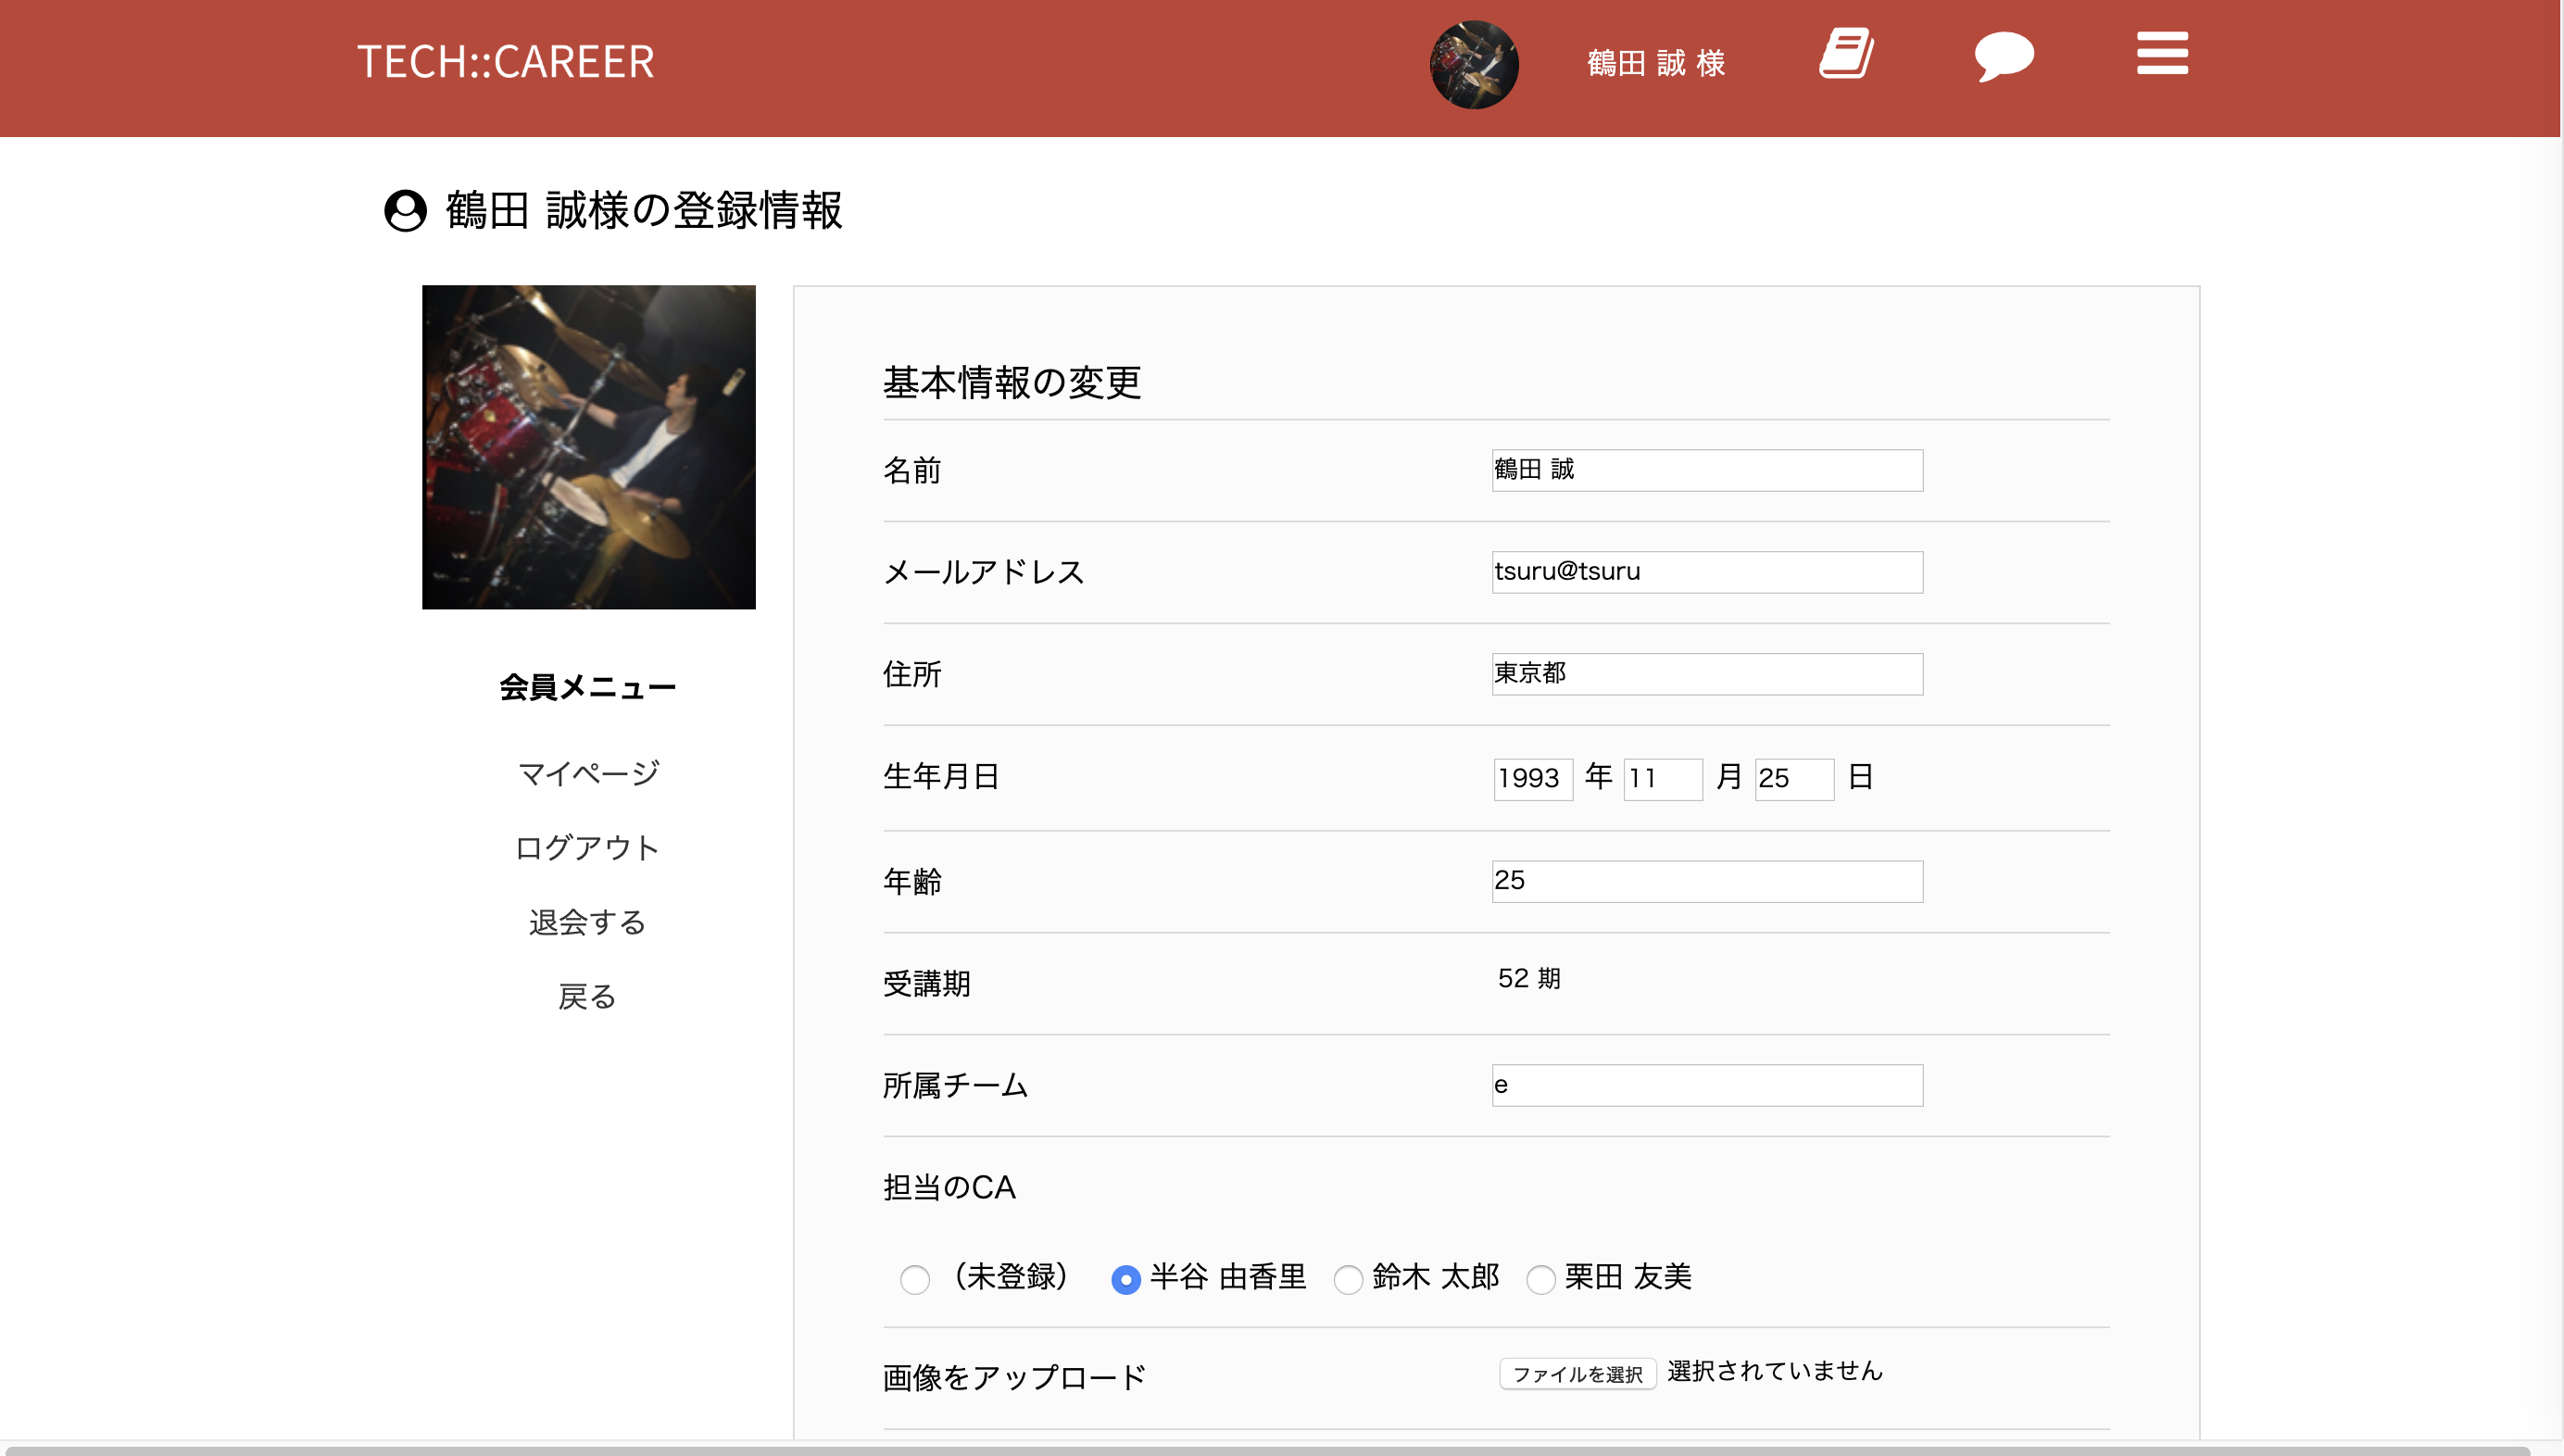 TECH::CAREER
鶴田 誠 様
鶴田 誠様の登録情報
会員メニュー
マイページ
ログアウト
退会する
戻る
基本情報の変更
名前 鶴田 誠
メールアドレス tsuru@tsuru
住所 東京都
生年月日 1993 年 11 月 25 日
年齢 25
受講期 52 期
所属チーム e
担当のCA
（未登録） 半谷 由香里 鈴木 太郎 栗田 友美
画像をアップロード ファイルを選択 選択されていません